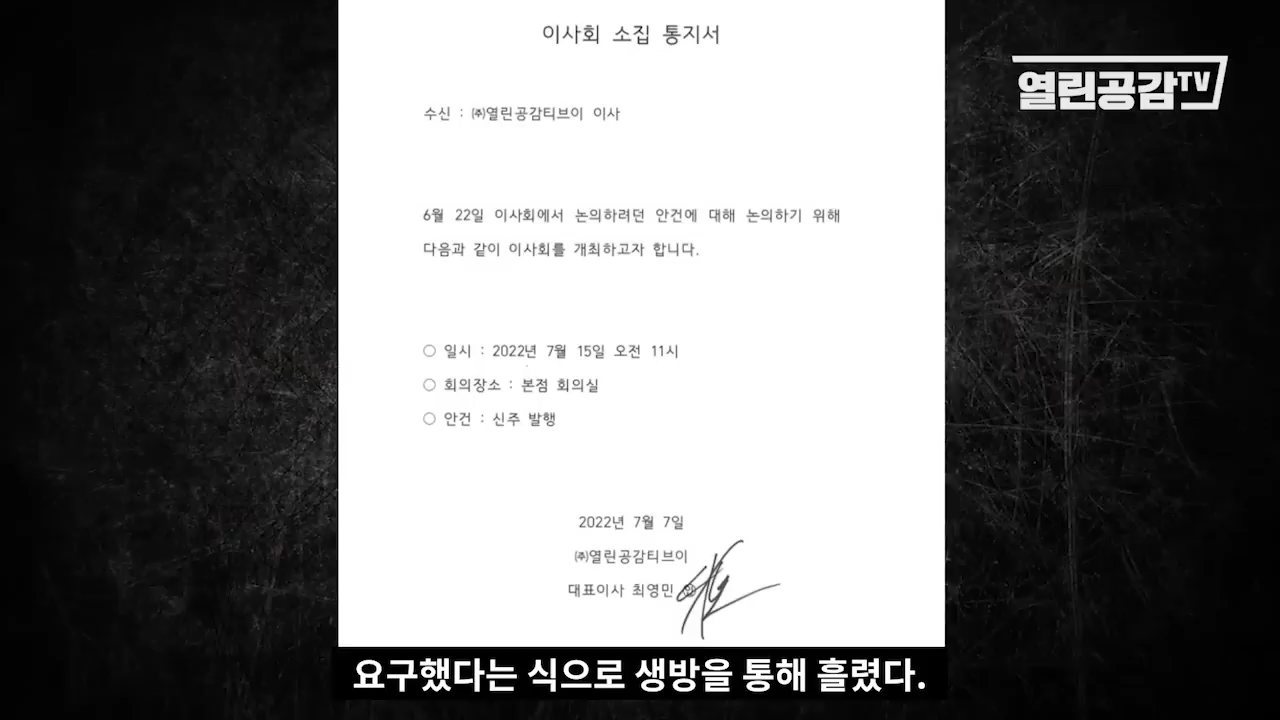 이사회 소집 통지서
열린공감TV
수신 : ㈜열린공감티브이 이사
6월 22일 이사회에서 논의하려던 안건에 대해 논의하기 위해
다음과 같이 이사회를 개최하고자 합니다.
○ 일시 : 2022년 7월 15일 오전 11시
○ 회의장소 : 본점 회의실
○ 안건 : 신주 발행
2022년 7월 7일
㈜열린공감티브이
대표이사 최영민
요구했다는 식으로 생방을 통해 흘렸다.